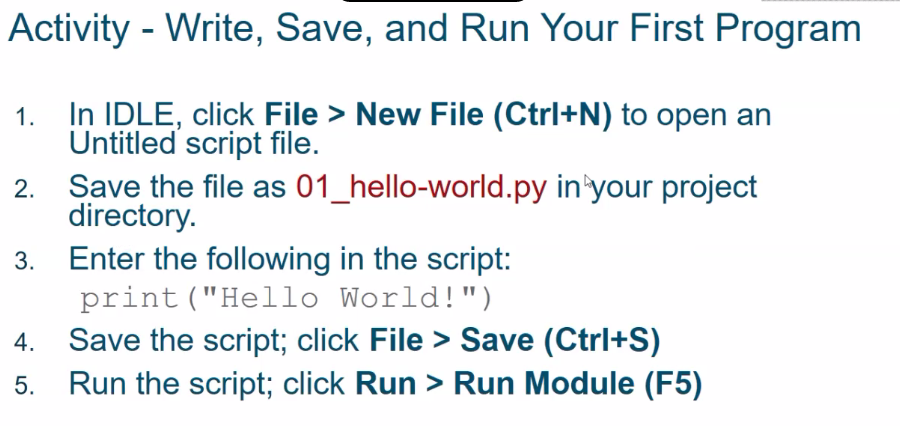 Activity - Write, Save, and Run Your First Program
1. In IDLE, click File > New File (Ctrl+N) to open an
Untitled script file.
2. Save the file as 01_hello-world.py in your project
directory.
3. Enter the following in the script:
print("Hello World!")
4. Save the script; click File > Save (Ctrl+S)
5. Run the script; click Run > Run Module (F5)